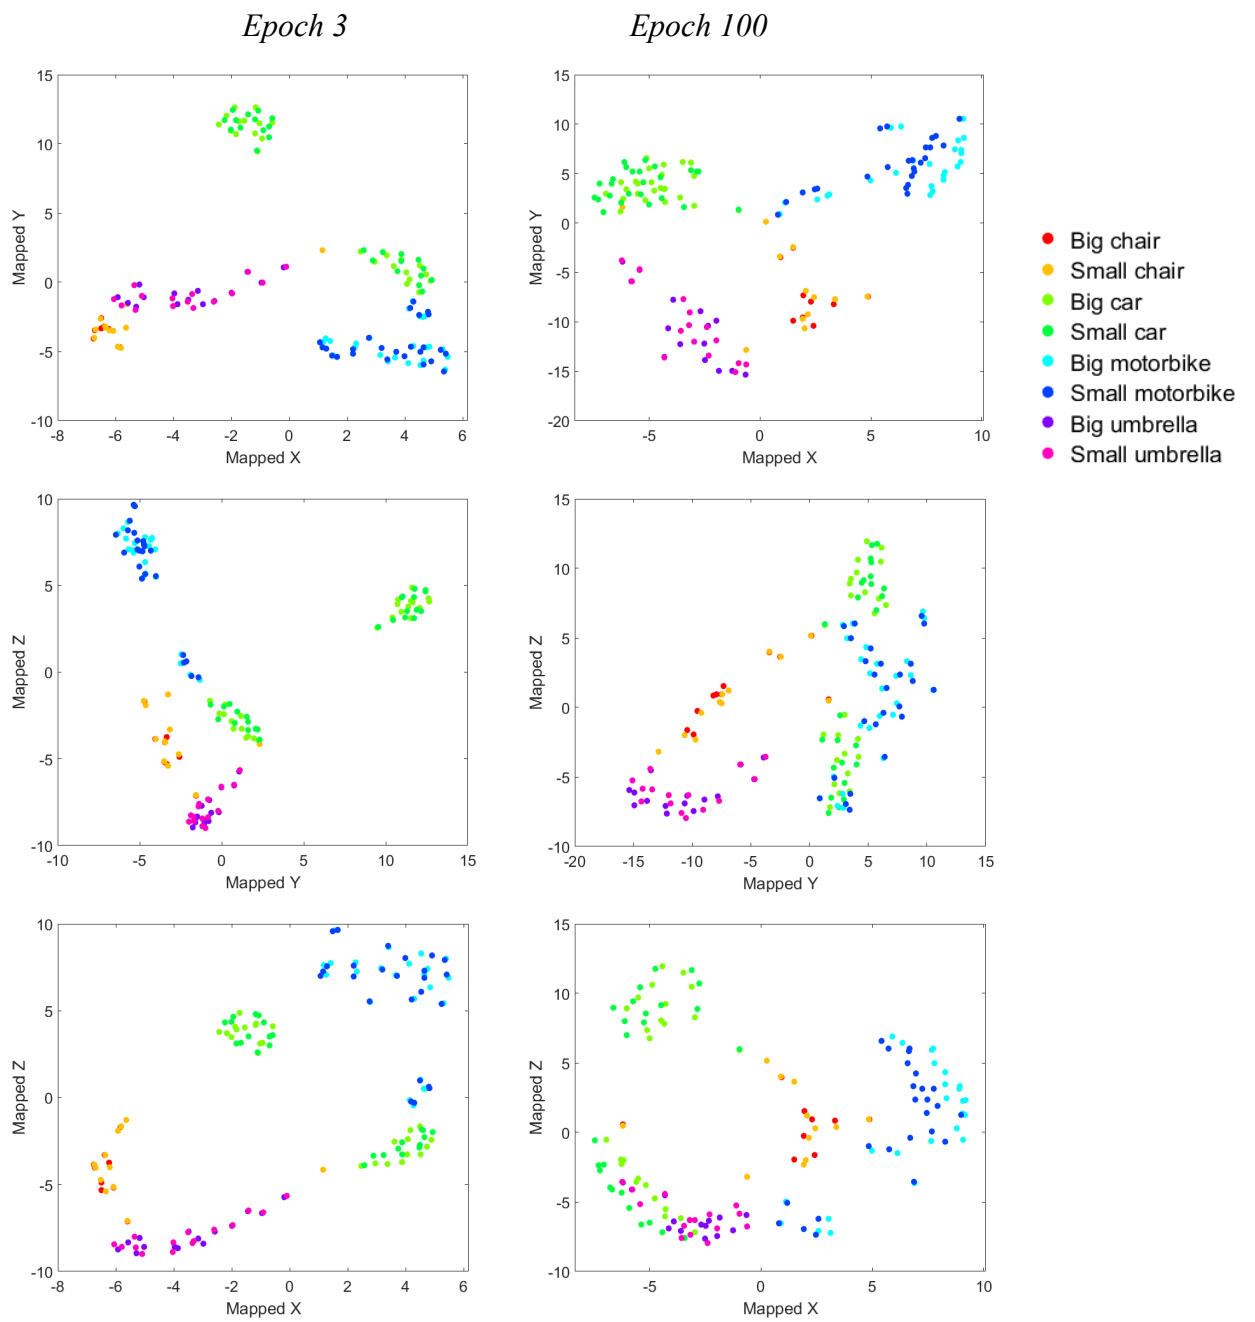 Epoch 3 Epoch 100
15
10
5
0
-5
-10
-8 -6 -4 -2 0 2 4 6
Mapped X
Mapped Y
15
10
5
0
-5
-10
-15
-20
-5 0 5 10
Mapped X
Mapped Y
Big chair
Small chair
Big car
Small car
Big motorbike
Small motorbike
Big umbrella
Small umbrella
10
5
0
-5
-10
-10 -5 0 5 10 15
Mapped Y
Mapped Z
15
10
5
0
-5
-10
-20 -15 -10 -5 0 5 10 15
Mapped Y
Mapped Z
10
5
0
-5
-10
-8 -6 -4 -2 0 2 4 6
Mapped X
Mapped Z
15
10
5
0
-5
-10
-5 0 5 10
Mapped X
Mapped Z